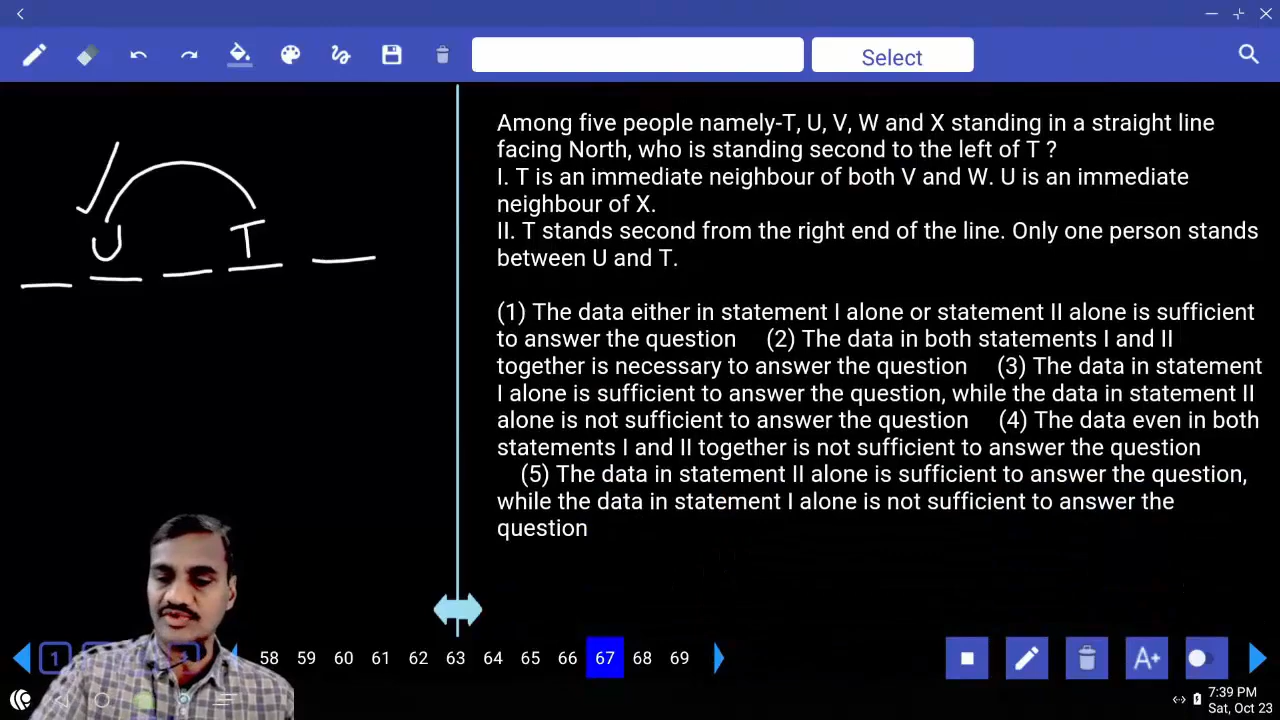 Select
U T
Among five people namely-T, U, V, W and X standing in a straight line
facing North, who is standing second to the left of T ?
I. T is an immediate neighbour of both V and W. U is an immediate
neighbour of X.
II. T stands second from the right end of the line. Only one person stands
between U and T.
(1) The data either in statement I alone or statement II alone is sufficient
to answer the question (2) The data in both statements I and II
together is necessary to answer the question (3) The data in statement
I alone is sufficient to answer the question, while the data in statement II
alone is not sufficient to answer the question (4) The data even in both
statements I and II together is not sufficient to answer the question
(5) The data in statement II alone is sufficient to answer the question,
while the data in statement I alone is not sufficient to answer the
question
1 58 59 60 61 62 63 64 65 66 67 68 69 A+
7:39 PM
Sat, Oct 23